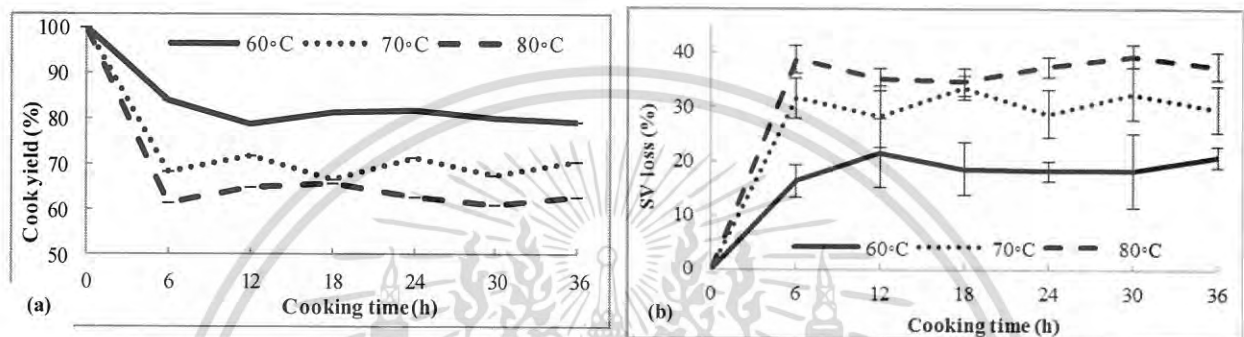 100
90
80
70
60
50
Cook yield (%)
60∘C 70∘C 80∘C
0 6 12 18 24 30 36
(a) Cooking time (h)
40
30
20
10
0
SV loss (%)
60∘C 70∘C 80∘C
0 6 12 18 24 30 36
(b) Cooking time (h)